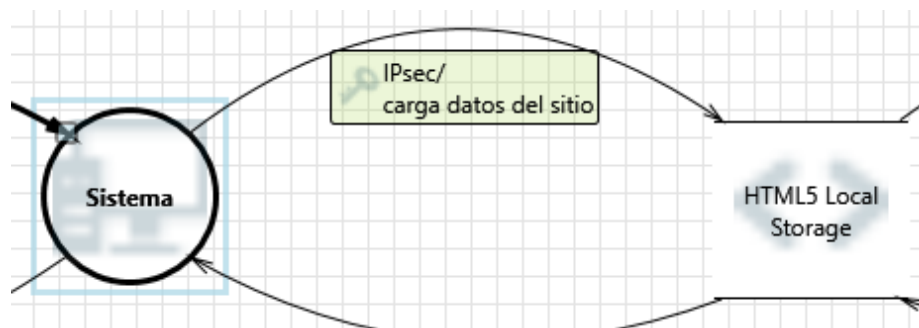 IPsec/
carga datos del sitio
Sistema
HTML5 Local
Storage